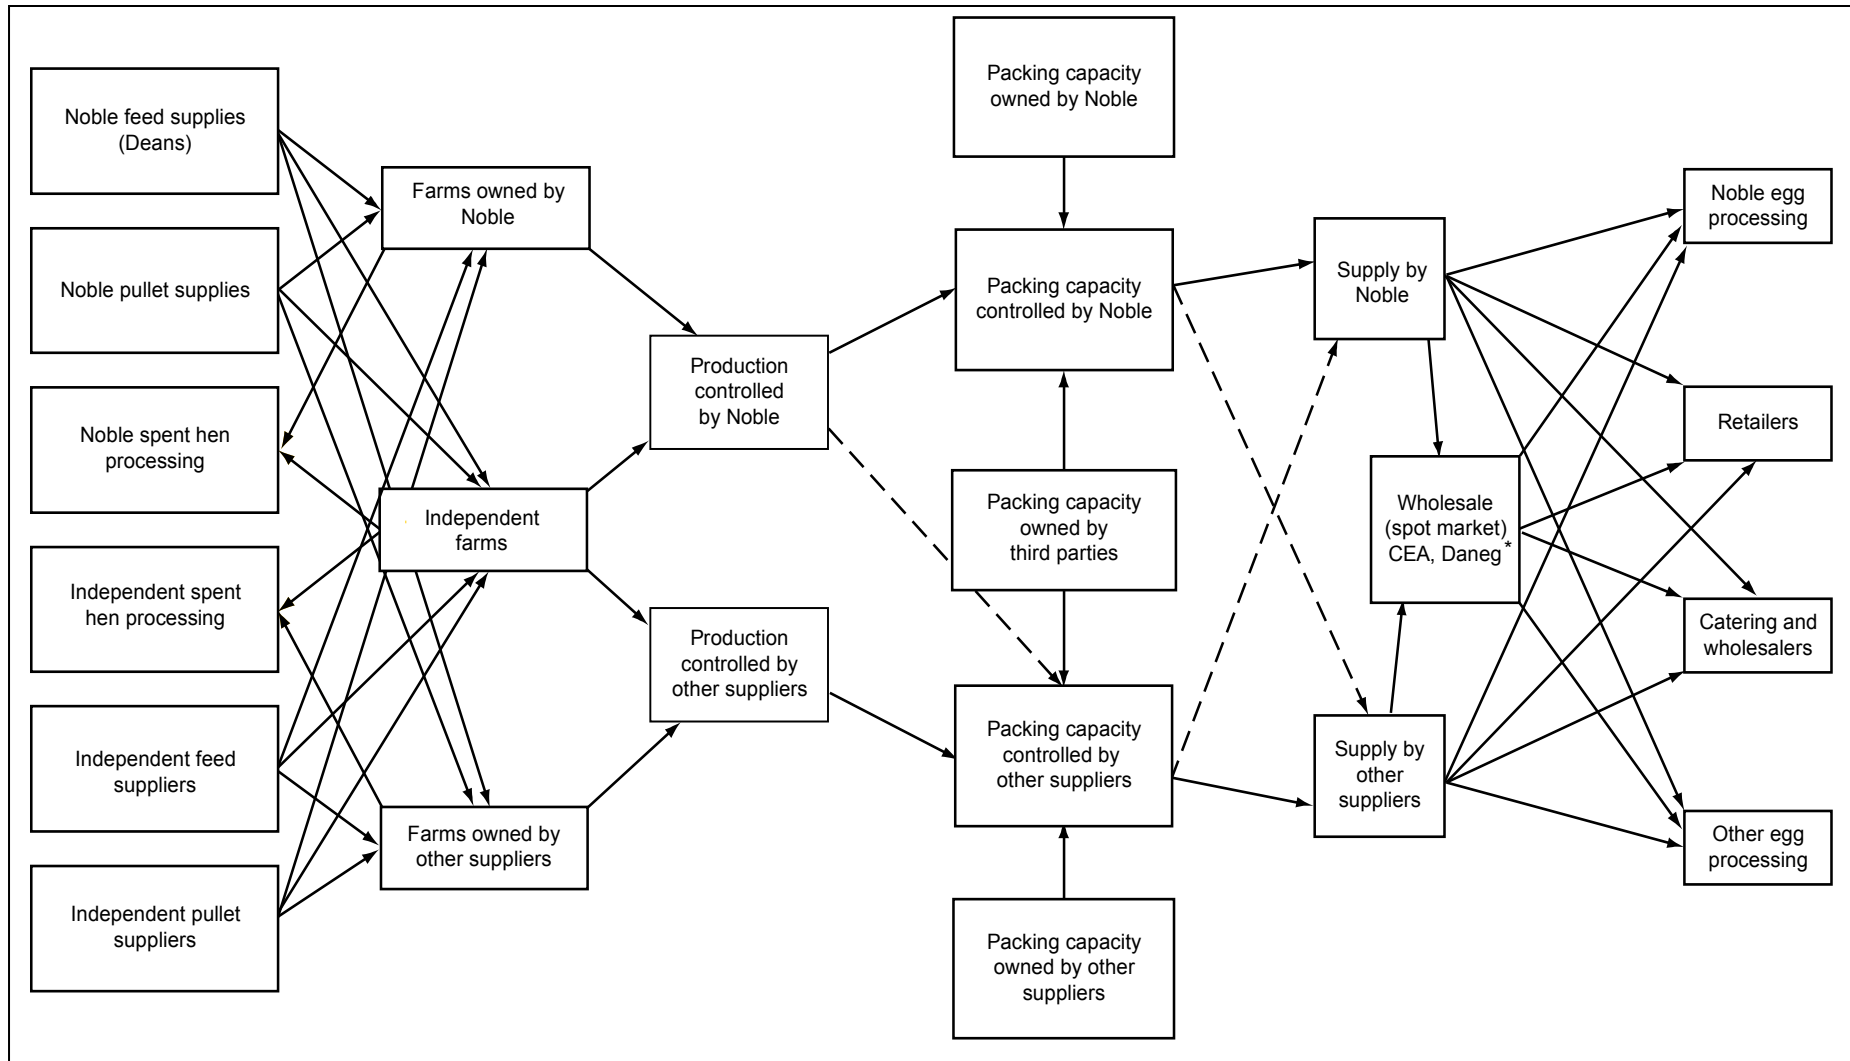 Noble feed supplies
(Deans)
Noble pullet supplies
Noble spent hen
processing
Independent spent
hen processing
Independent feed
suppliers
Independent pullet
suppliers
Farms owned by
Noble
Independent
farms
Farms owned by
other suppliers
Production
controlled
by Noble
Production
controlled by
other suppliers
Packing capacity
owned by Noble
Packing capacity
controlled by Noble
Packing capacity
owned by
third parties
Packing capacity
controlled by
other suppliers
Packing capacity
owned by other
suppliers
Supply by
Noble
Wholesale
(spot market)
CEA, Daneg*
Supply by
other
suppliers
Noble egg
processing
Retailers
Catering and
wholesalers
Other egg
processing